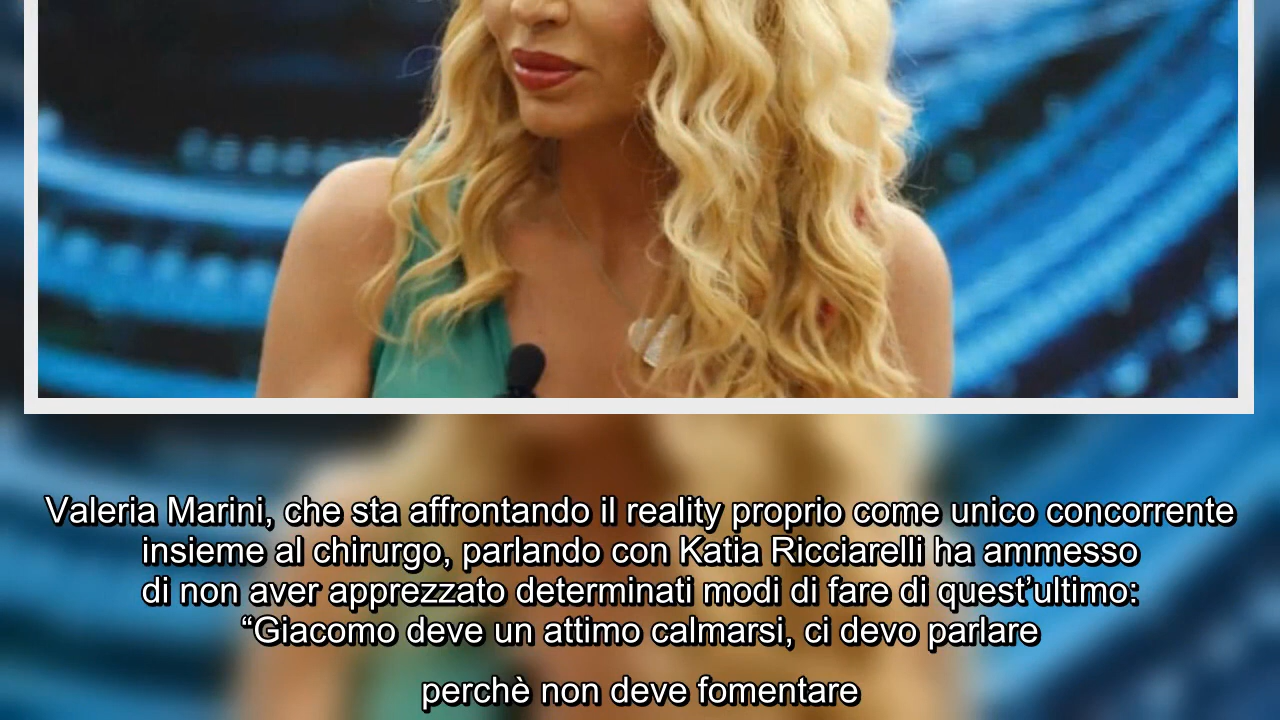 Valeria Marini, che sta affrontando il reality proprio come unico concorrente
insieme al chirurgo, parlando con Katia Ricciarelli ha ammesso
di non aver apprezzato determinati modi di fare di quest’ultimo:
“Giacomo deve un attimo calmarsi, ci devo parlare
perchè non deve fomentare